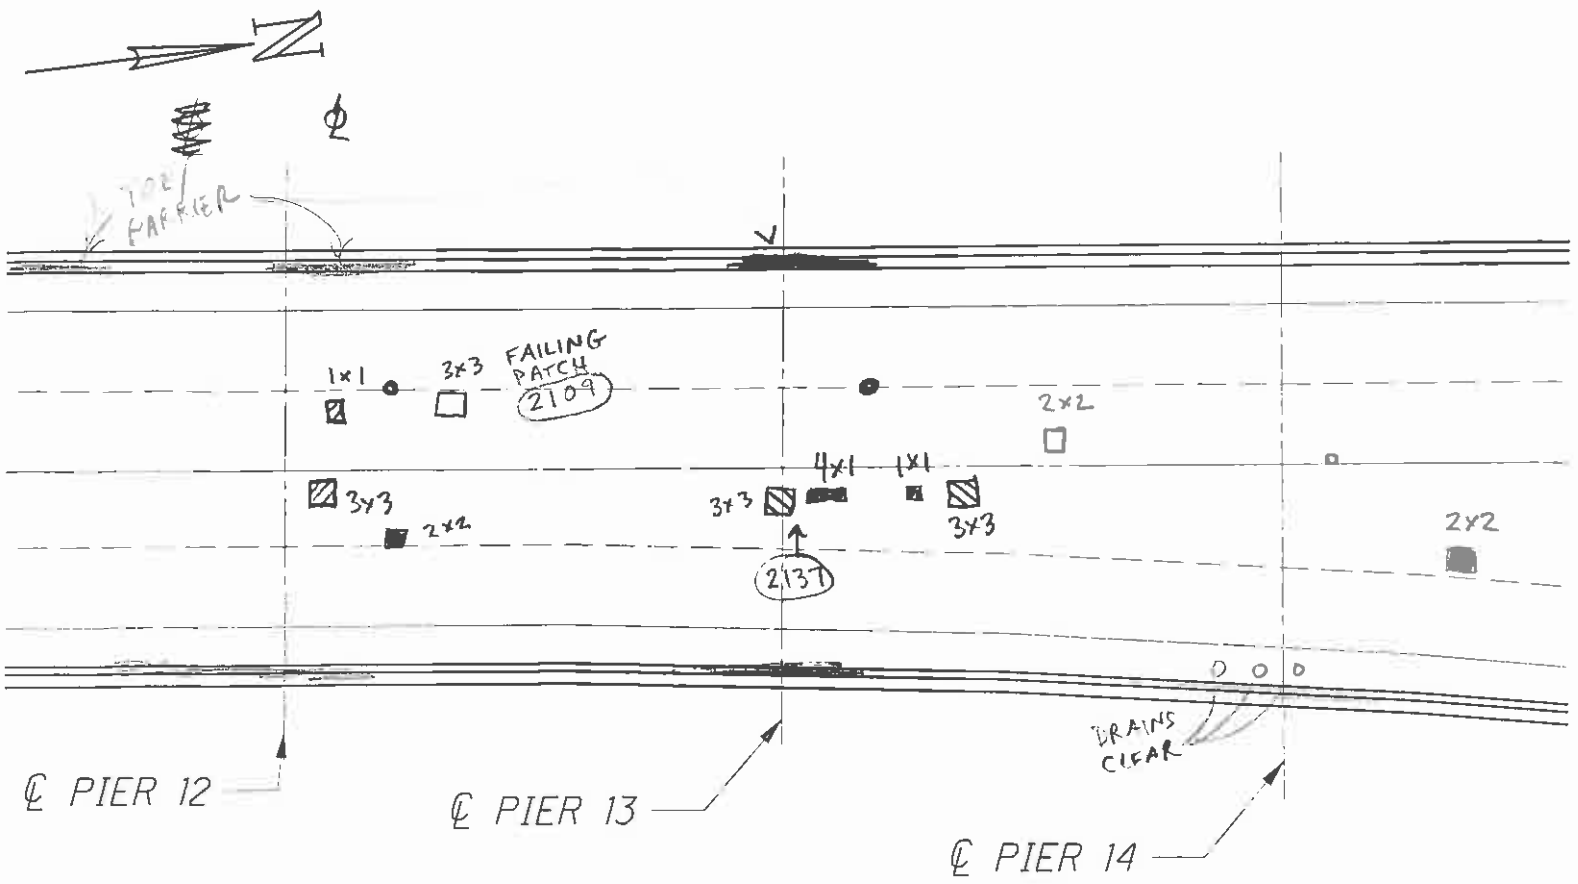 N
TOP
BARRIER
1x1
3x3
FAILING
PATCH
2109
3x3
2x2
3x3
4x1
1x1
3x3
2137
2x2
2x2
DRAINS
CLEAR
℄ PIER 12
℄ PIER 13
℄ PIER 14